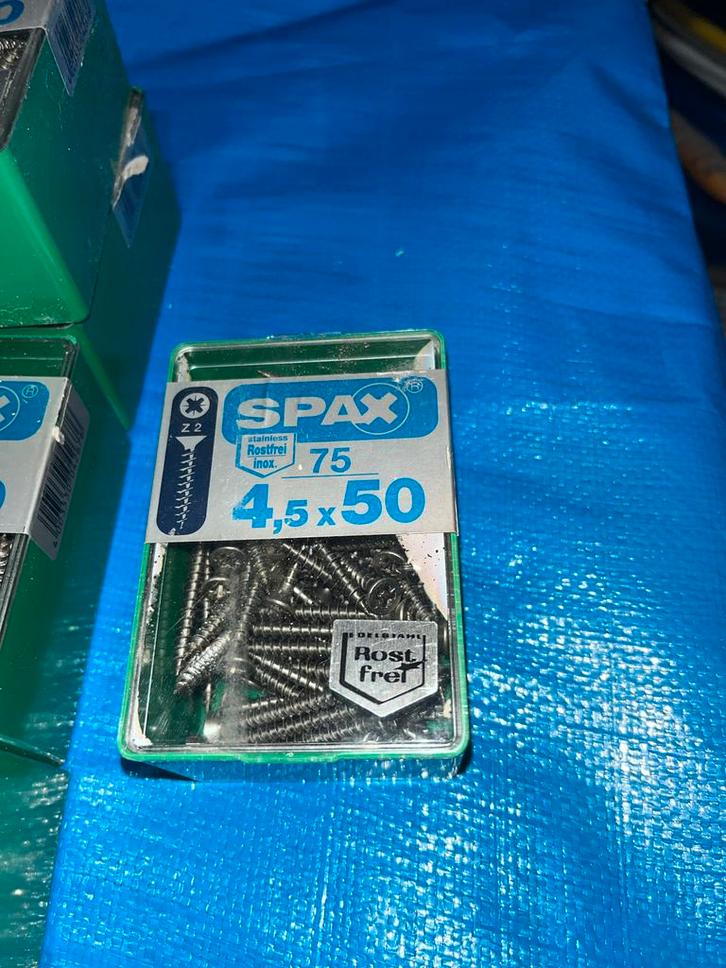 SPAX®
Z 2
stainless
Rostfrei
inox.
75
4,5 x 50
EDELSTAHL
Rost
frei